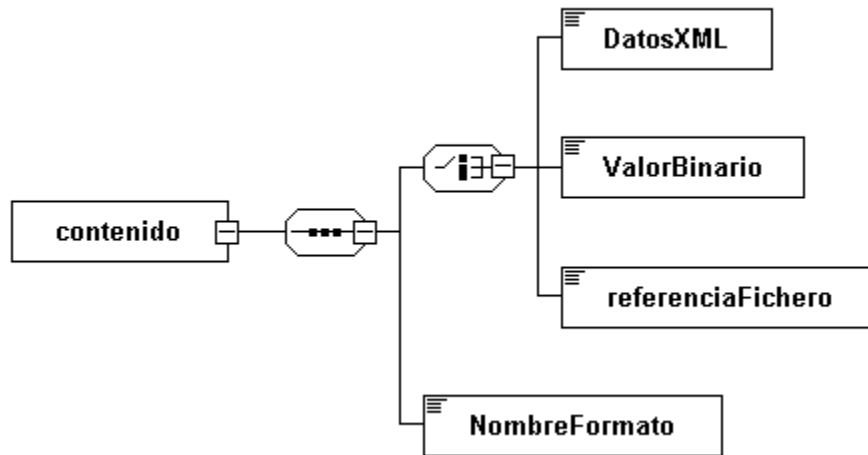 DatosXML
ValorBinario
contenido
referenciaFichero
NombreFormato